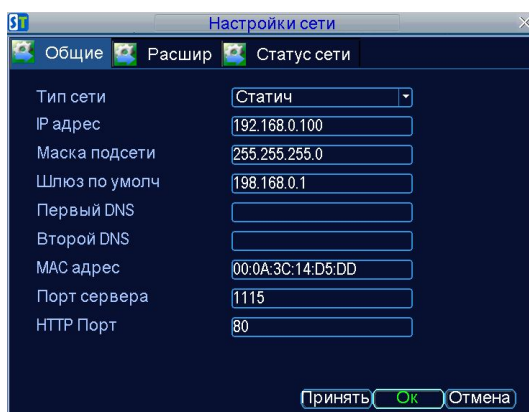 ST Настройки сети
Общие Расшир Статус сети
Тип сети Статич
IP адрес 192.168.0.100
Маска подсети 255.255.255.0
Шлюз по умолч 198.168.0.1
Первый DNS
Второй DNS
MAC адрес 00:0A:3C:14:D5:DD
Порт сервера 1115
HTTP Порт 80
Принять Ок Отмена